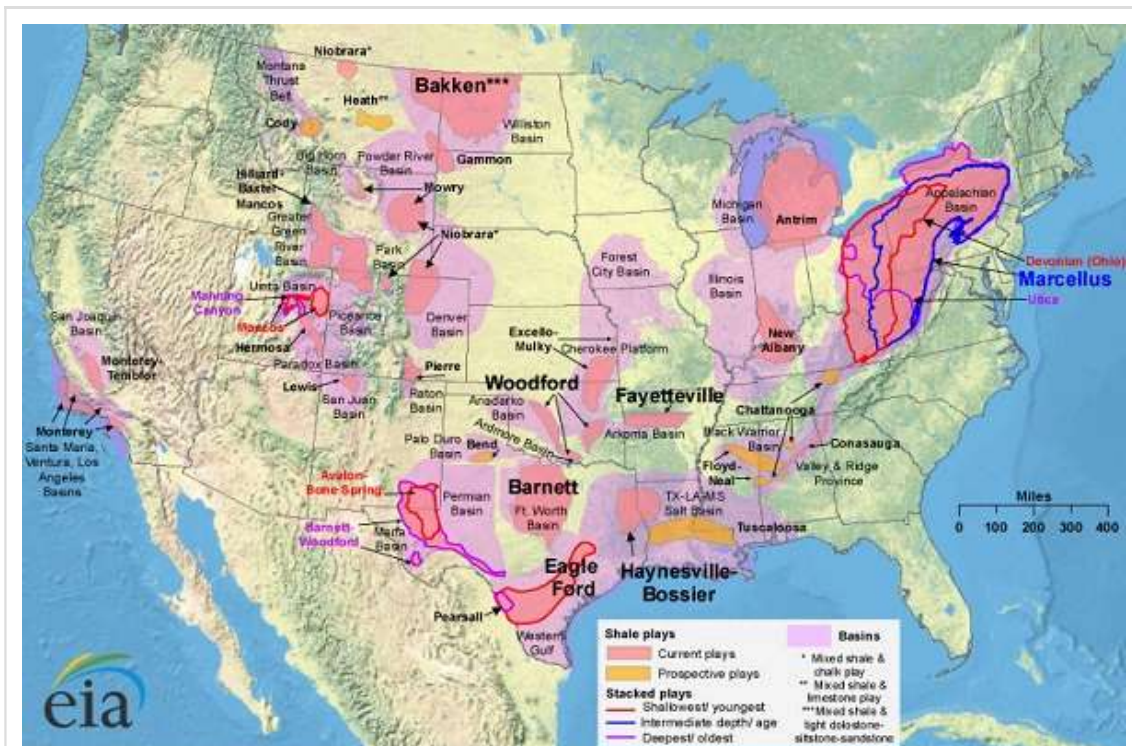 Niobrara*
Montana
Thrust
Belt
Bakken***
Heath**
Cody
Williston
Basin
Big Horn
Basin
Powder River
Basin
Gammon
Hilliard-
Baxter-
Mancos
Mowry
Greater
Green
River
Basin
Niobrara*
Park
Basin
Michigan
Basin
Antrim
Appalachian
Basin
Devonian (Ohio)
Marcellus
Utica
Forest
City Basin
Illinois
Basin
Uinta Basin
Manning
Canyon
Mancos
Piceance
Basin
Denver
Basin
San Joaquin
Basin
Hermosa
Excello-
Mulky
Cherokee Platform
New
Albany
Monterey-
Temblor
Paradox Basin
Lewis
San Juan
Basin
Pierre
Raton
Basin
Woodford
Anadarko
Basin
Fayetteville
Arkoma Basin
Chattanooga
Black Warrior
Basin
Conasauga
Monterey
Santa Maria,
Ventura, Los
Angeles
Basins
Palo Duro
Basin
Bend
Ardmore Basin
Floyd-
Neal
Valley & Ridge
Province
Avalon-
Bone Spring
Permian
Basin
Barnett
Ft. Worth
Basin
TX-LA-MS
Salt Basin
Tuscaloosa
Miles
0 100 200 300 400
Barnett-
Woodford
Marfa
Basin
Eagle
Ford
Haynesville-
Bossier
Pearsall
Western
Gulf
Shale plays
Current plays
Prospective plays
Stacked plays
Shallowest/ youngest
Intermediate depth/ age
Deepest/ oldest
Basins
* Mixed shale &
chalk play
** Mixed shale &
limestone play
***Mixed shale &
tight dolostone-
siltstone-sandstone
eia